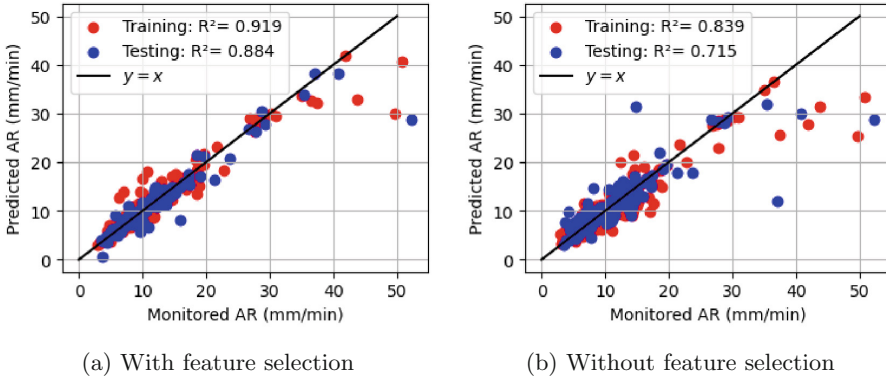 Training: R²= 0.919
Testing: R²= 0.884
y = x
50
40
30
20
10
0
Predicted AR (mm/min)
0 10 20 30 40 50
Monitored AR (mm/min)
(a) With feature selection
Training: R²= 0.839
Testing: R²= 0.715
y = x
50
40
30
20
10
0
Predicted AR (mm/min)
0 10 20 30 40 50
Monitored AR (mm/min)
(b) Without feature selection